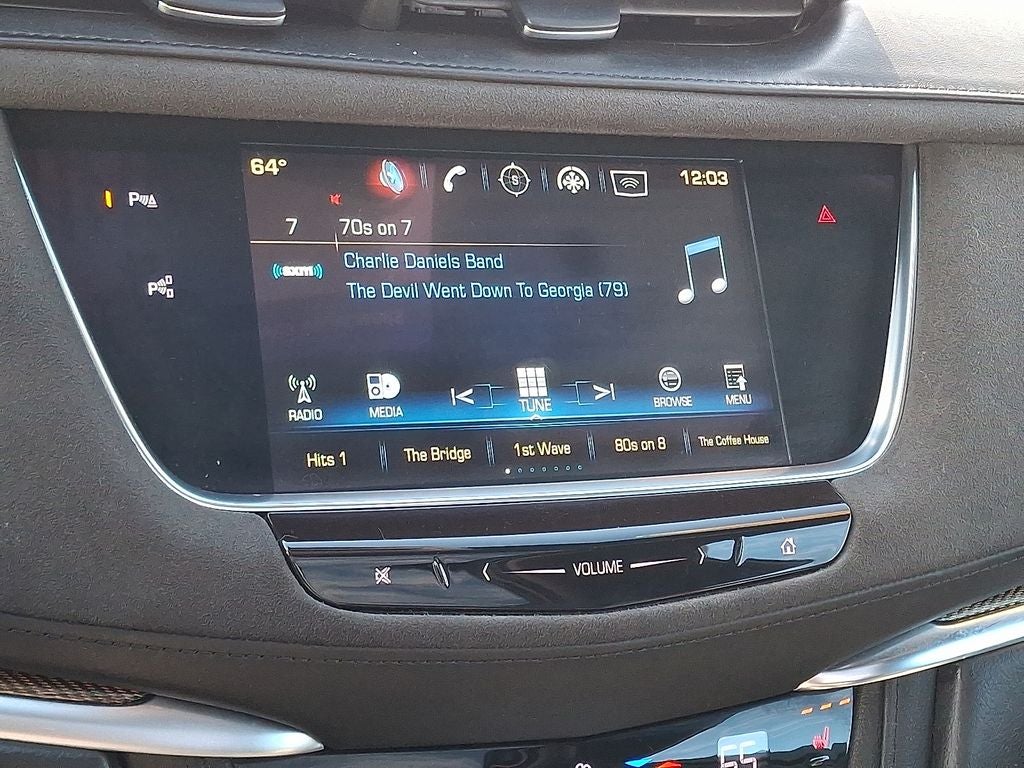 64°
12:03
P
S
7 70s on 7
((SXM))
Charlie Daniels Band
The Devil Went Down To Georgia (79)
P
RADIO MEDIA TUNE BROWSE MENU
Hits 1 The Bridge 1st Wave 80s on 8 The Coffee House
VOLUME